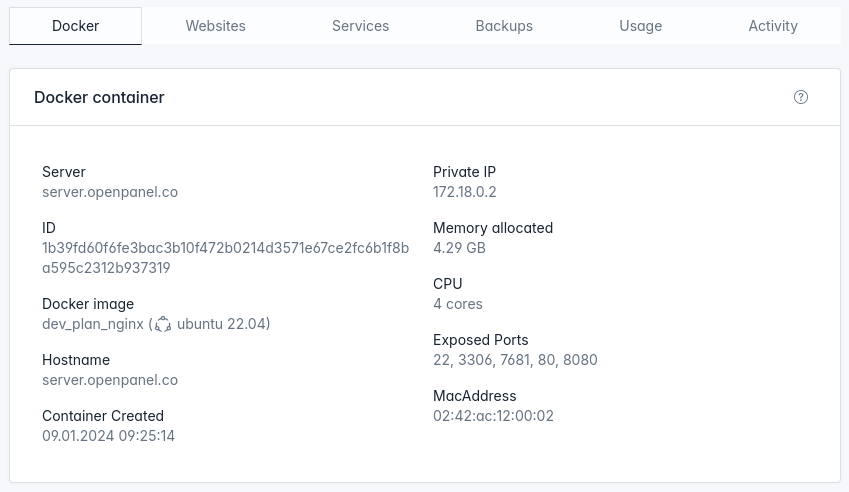 Docker
Websites
Services
Backups
Usage
Activity
Docker container
Server
server.openpanel.co
ID
1b39fd60f6fe3bac3b10f472b0214d3571e67ce2fc6b1f8b
a595c2312b937319
Docker image
dev_plan_nginx ( ubuntu 22.04)
Hostname
server.openpanel.co
Container Created
09.01.2024 09:25:14
Private IP
172.18.0.2
Memory allocated
4.29 GB
CPU
4 cores
Exposed Ports
22, 3306, 7681, 80, 8080
MacAddress
02:42:ac:12:00:02